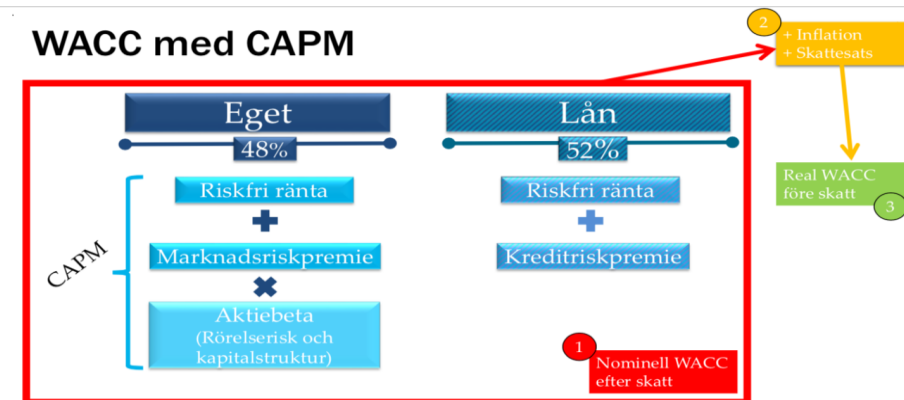 WACC med CAPM
2
+ Inflation
+ Skattesats
Eget
Lån
48%
52%
Real WACC
före skatt
3
Riskfri ränta
Riskfri ränta
CAPM
Marknadsriskpremie
Kreditriskpremie
Aktiebeta
(Rörelserisk och
kapitalstruktur)
1
Nominell WACC
efter skatt